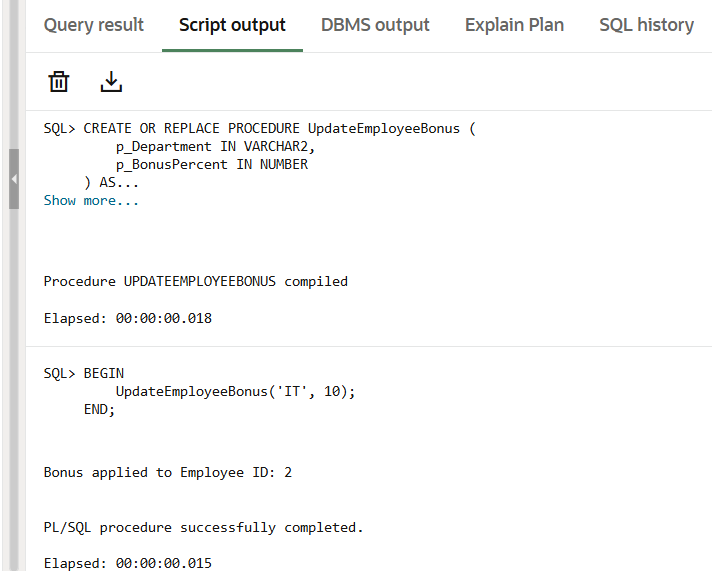 Query result Script output DBMS output Explain Plan SQL history
SQL> CREATE OR REPLACE PROCEDURE UpdateEmployeeBonus (
p_Department IN VARCHAR2,
p_BonusPercent IN NUMBER
) AS...
Show more...
Procedure UPDATEEMPLOYEEBONUS compiled
Elapsed: 00:00:00.018
SQL> BEGIN
UpdateEmployeeBonus('IT', 10);
END;
Bonus applied to Employee ID: 2
PL/SQL procedure successfully completed.
Elapsed: 00:00:00.015